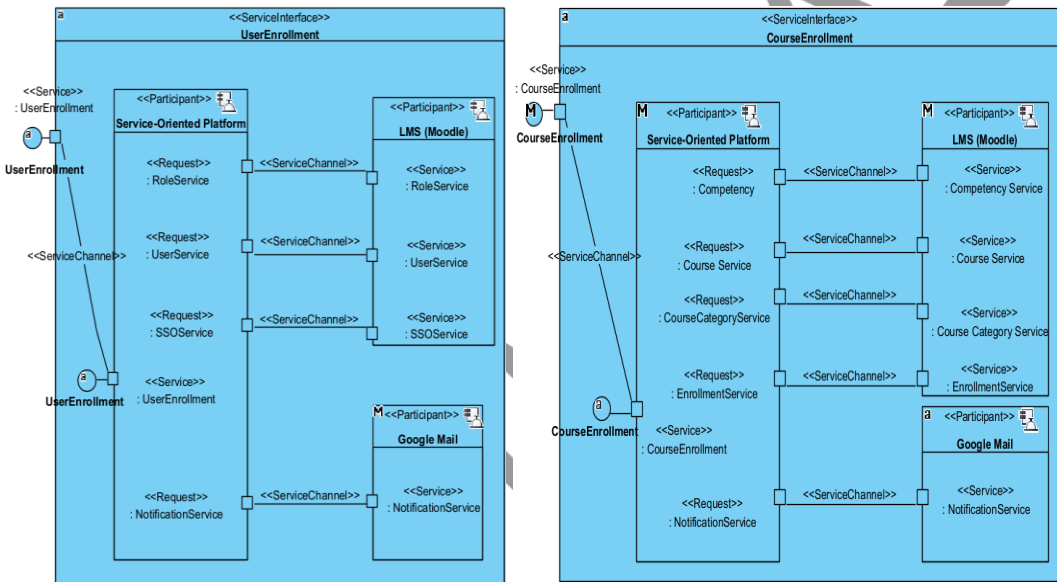 a
<<ServiceInterface>>
UserEnrollment
<<Service>>
: UserEnrollment
a
UserEnrollment
<<ServiceChannel>>
a
UserEnrollment
<<Participant>>
Service-Oriented Platform
<<Request>>
: RoleService
<<Request>>
: UserService
<<Request>>
: SSOService
<<Service>>
: UserEnrollment
<<Request>>
: NotificationService
<<ServiceChannel>>
<<ServiceChannel>>
<<ServiceChannel>>
<<ServiceChannel>>
<<Participant>>
LMS (Moodle)
<<Service>>
: RoleService
<<Service>>
: UserService
<<Service>>
: SSOService
M
<<Participant>>
Google Mail
<<Service>>
: NotificationService
a
<<ServiceInterface>>
CourseEnrollment
<<Service>>
: CourseEnrollment
M
CourseEnrollment
<<ServiceChannel>>
a
CourseEnrollment
M
<<Participant>>
Service-Oriented Platform
<<Request>>
: Competency
<<Request>>
: Course Service
<<Request>>
: CourseCategoryService
<<Request>>
: EnrollmentService
<<Service>>
: CourseEnrollment
<<Request>>
: NotificationService
<<ServiceChannel>>
<<ServiceChannel>>
<<ServiceChannel>>
<<ServiceChannel>>
<<ServiceChannel>>
M
<<Participant>>
LMS (Moodle)
<<Service>>
: Competency Service
<<Service>>
: Course Service
<<Service>>
: Course Category Service
<<Service>>
: EnrollmentService
a
<<Participant>>
Google Mail
<<Service>>
: NotificationService